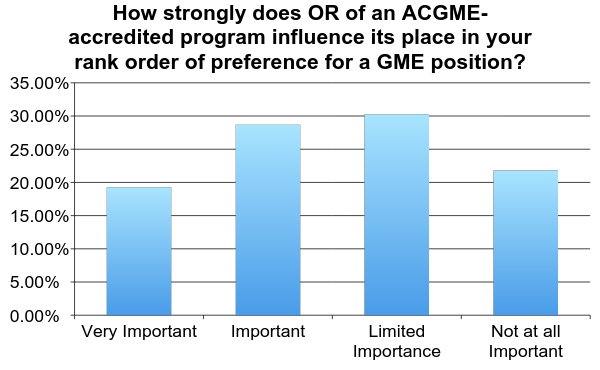 How strongly does OR of an ACGME-
accredited program influence its place in your
rank order of preference for a GME position?
35.00%
30.00%
25.00%
20.00%
15.00%
10.00%
5.00%
0.00%
Very Important
Important
Limited
Importance
Not at all
Important